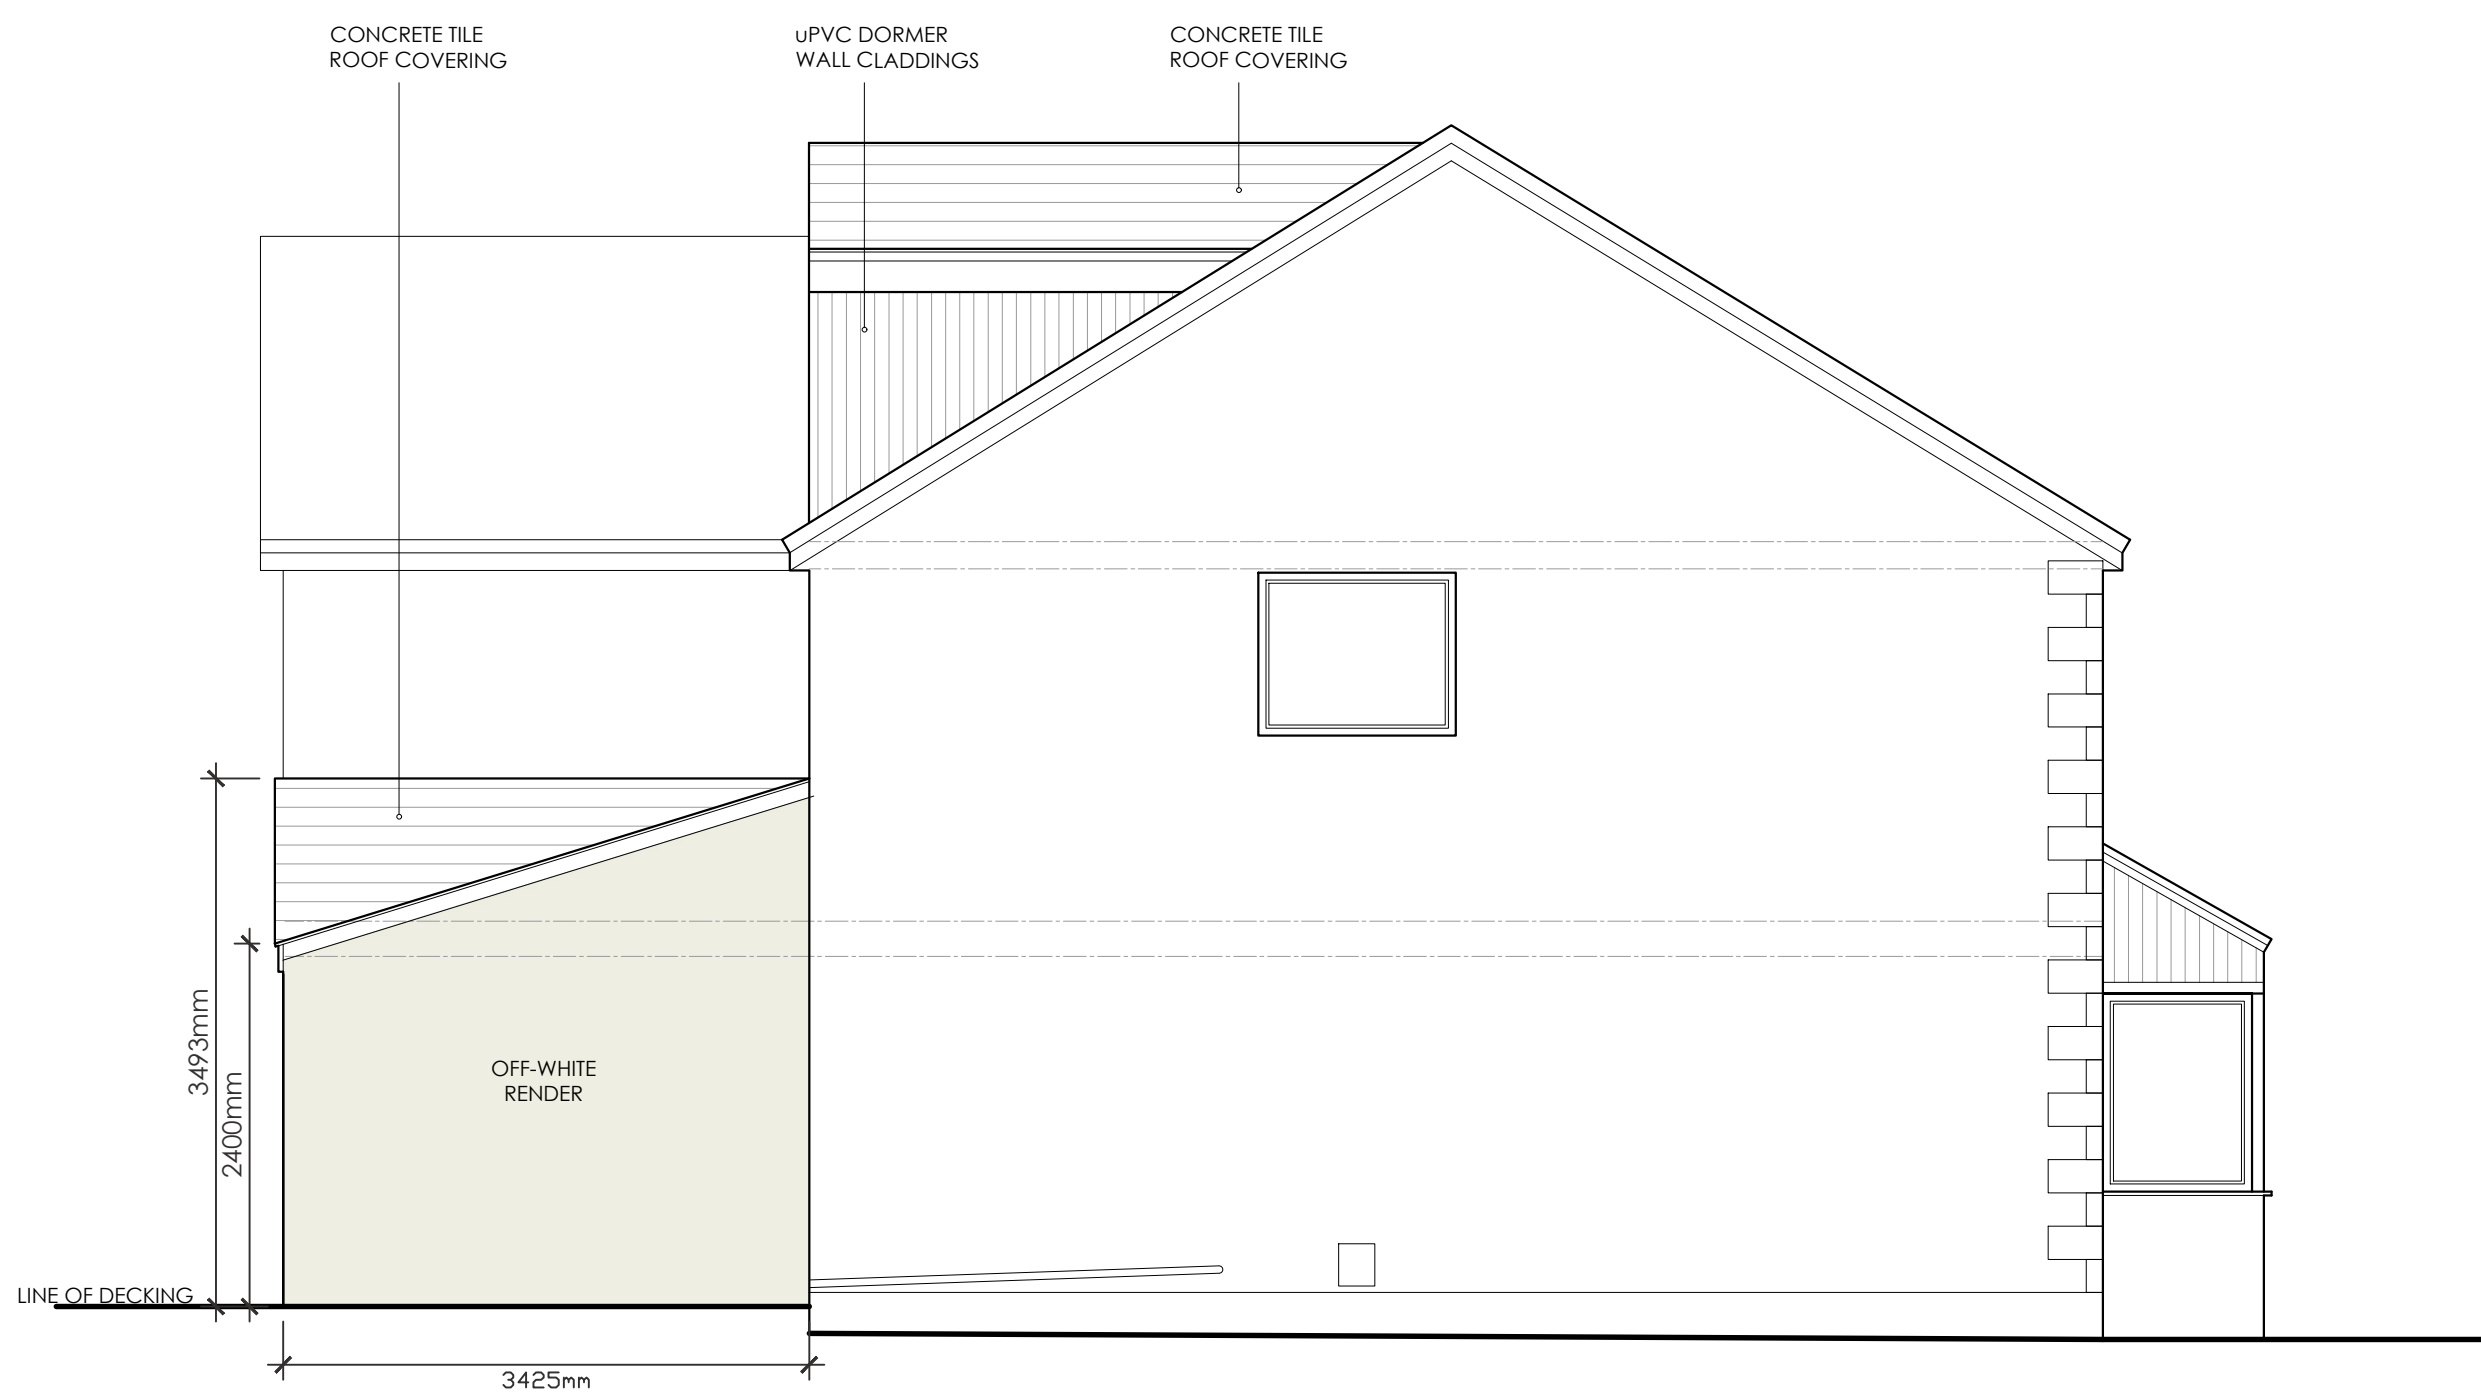 CONCRETE TILE
ROOF COVERING
uPVC DORMER
WALL CLADDINGS
CONCRETE TILE
ROOF COVERING
3493mm
2400mm
OFF-WHITE
RENDER
LINE OF DECKING
3425mm